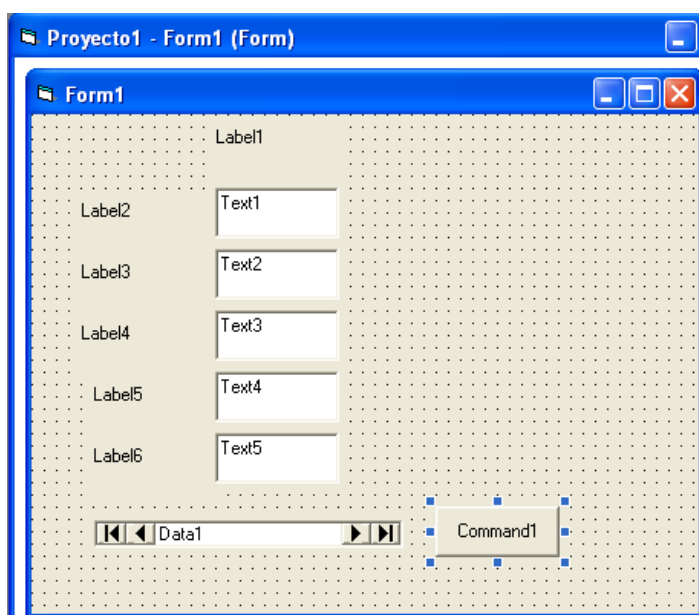 Proyecto1 - Form1 (Form)
Form1
Label1
Label2
Text1
Label3
Text2
Label4
Text3
Label5
Text4
Label6
Text5
Data1
Command1